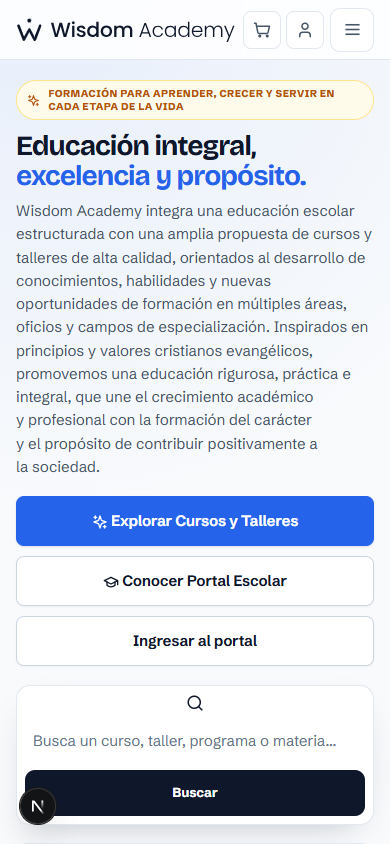 Wisdom Academy
FORMACIÓN PARA APRENDER, CRECER Y SERVIR EN
CADA ETAPA DE LA VIDA
Educación integral,
excelencia y propósito.
Wisdom Academy integra una educación escolar
estructurada con una amplia propuesta de cursos y
talleres de alta calidad, orientados al desarrollo de
conocimientos, habilidades y nuevas
oportunidades de formación en múltiples áreas,
oficios y campos de especialización. Inspirados en
principios y valores cristianos evangélicos,
promovemos una educación rigurosa, práctica e
integral, que une el crecimiento académico
y profesional con la formación del carácter
y el propósito de contribuir positivamente a
la sociedad.
Explorar Cursos y Talleres
Conocer Portal Escolar
Ingresar al portal
Busca un curso, taller, programa o materia...
Buscar
N